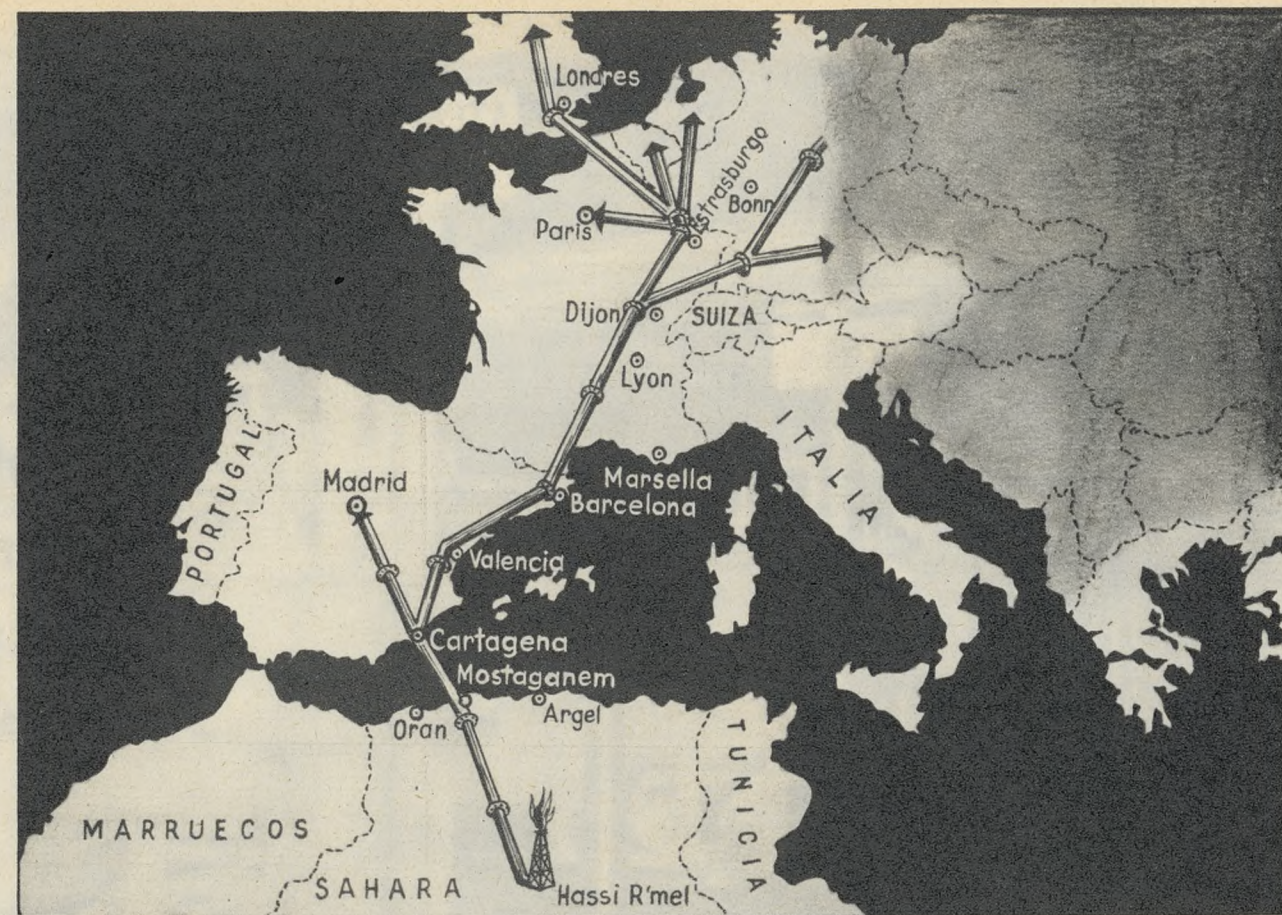 Londres
Estrasburgo
Bonn
Paris
Dijon
SUIZA
Lyon
ITALIA
PORTUGAL
Madrid
Marsella
Barcelona
Valencia
Cartagena
Mostaganem
Oran
Argel
TUNICIA
MARRUECOS
SAHARA
Hassi R'mel